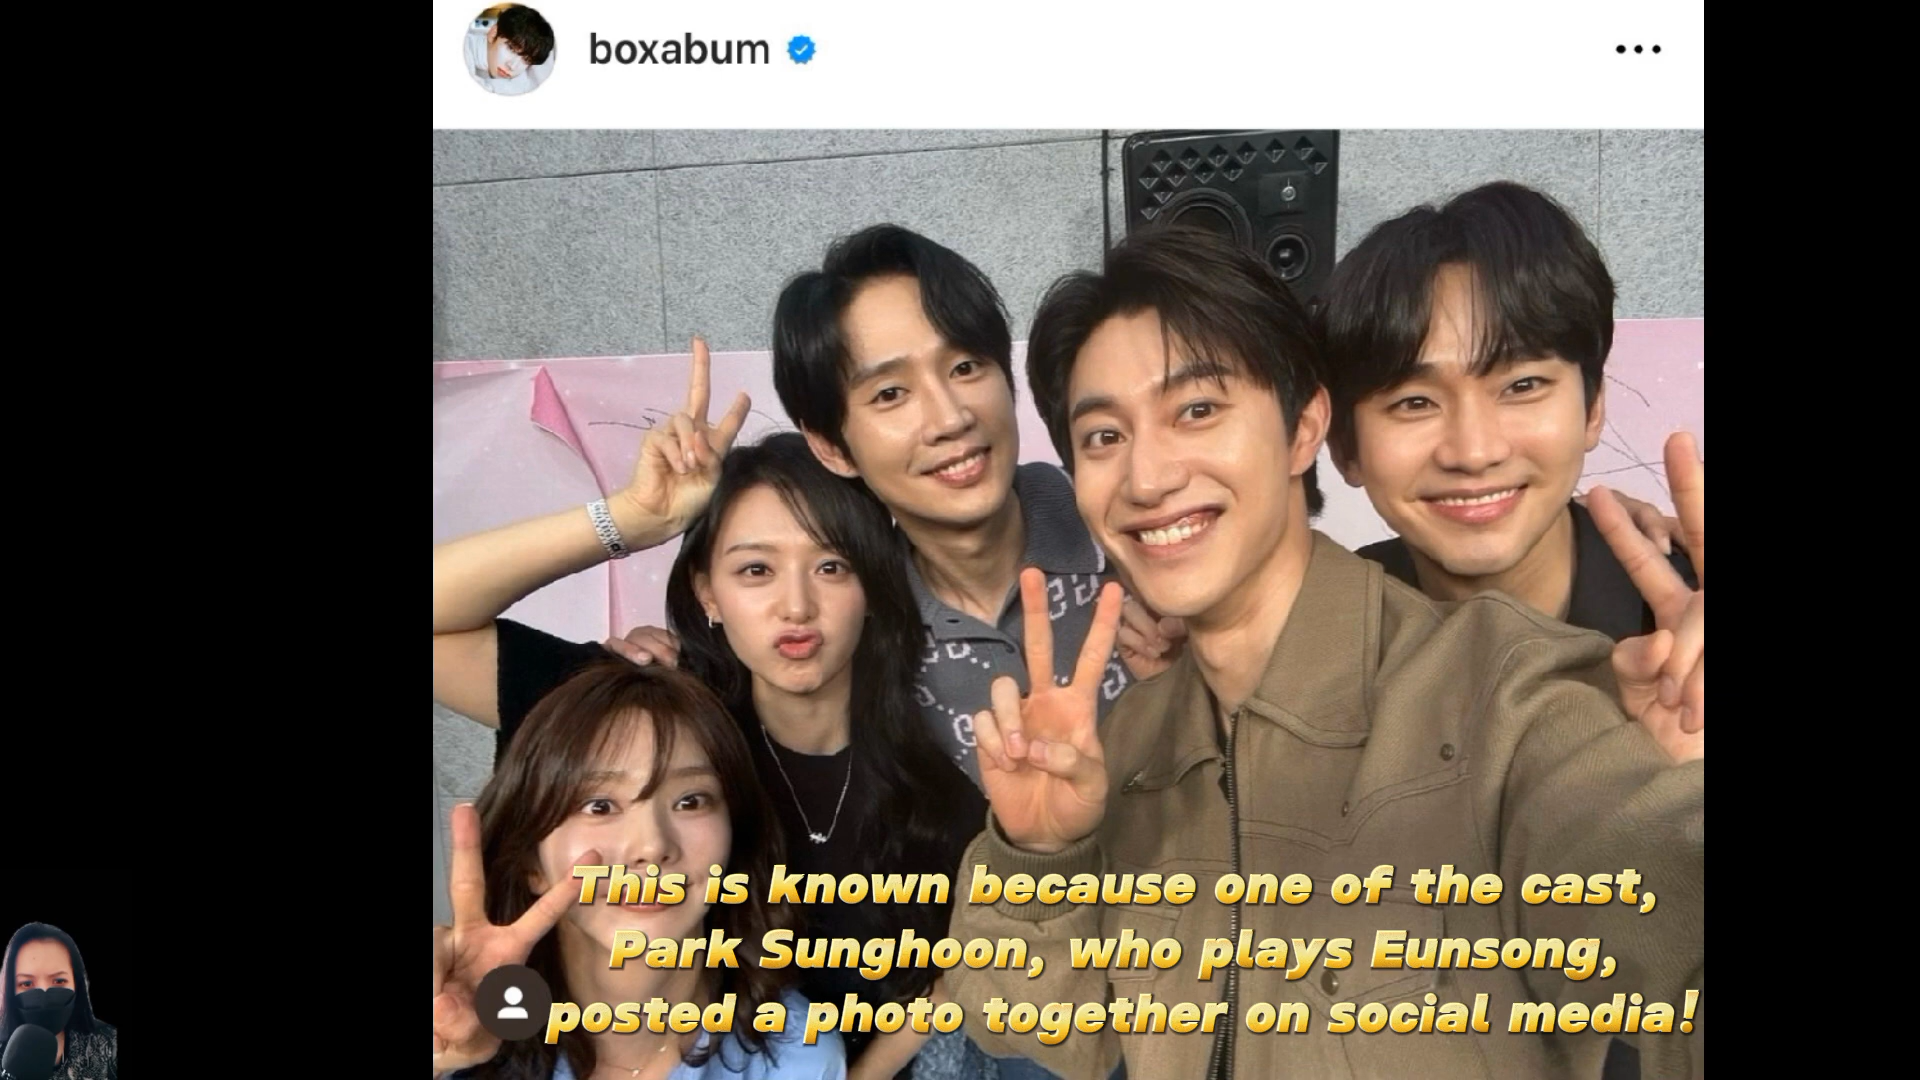 boxabum
This is known because one of the cast,
Park Sunghoon, who plays Eunsong,
posted a photo together on social media!